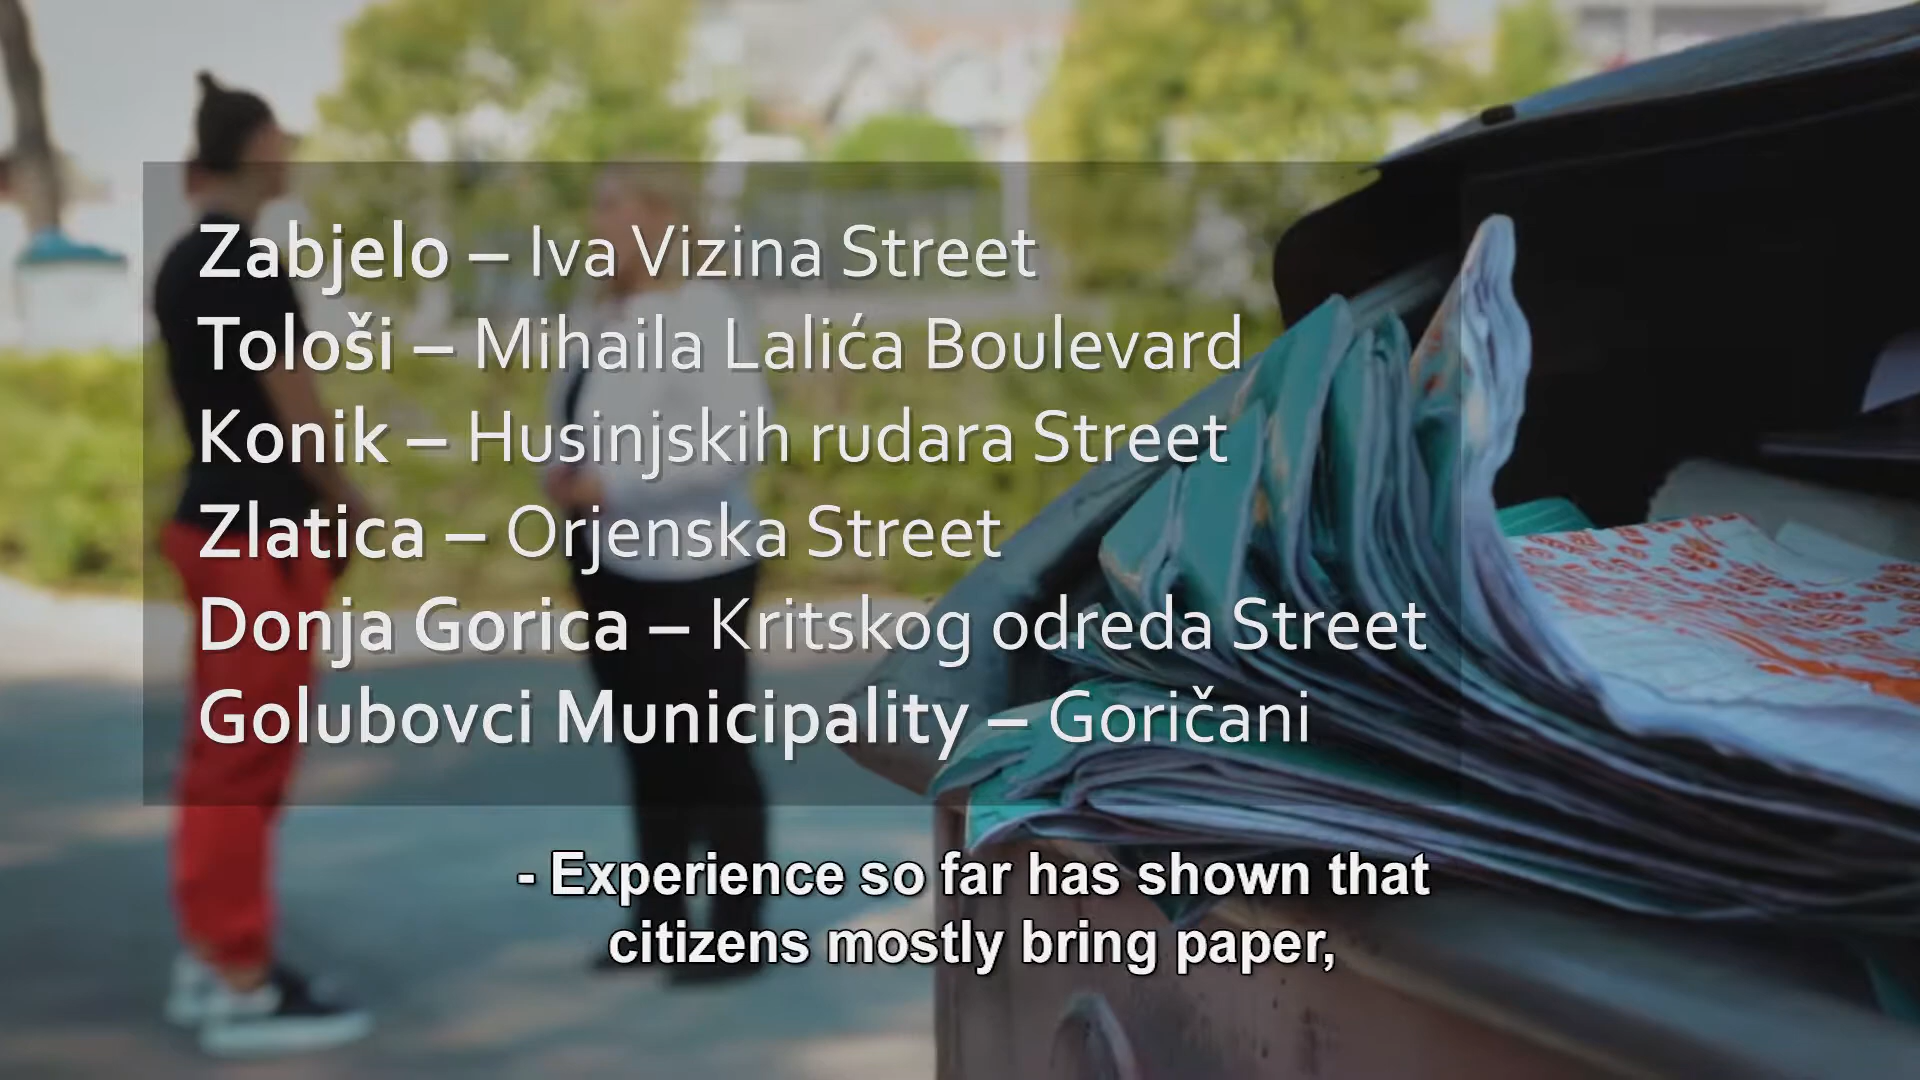 Zabjelo – Iva Vizina Street
Tološi – Mihaila Lalića Boulevard
Konik – Husinjskih rudara Street
Zlatica – Orjenska Street
Donja Gorica – Kritskog odreda Street
Golubovci Municipality – Goričani
- Experience so far has shown that
citizens mostly bring paper,